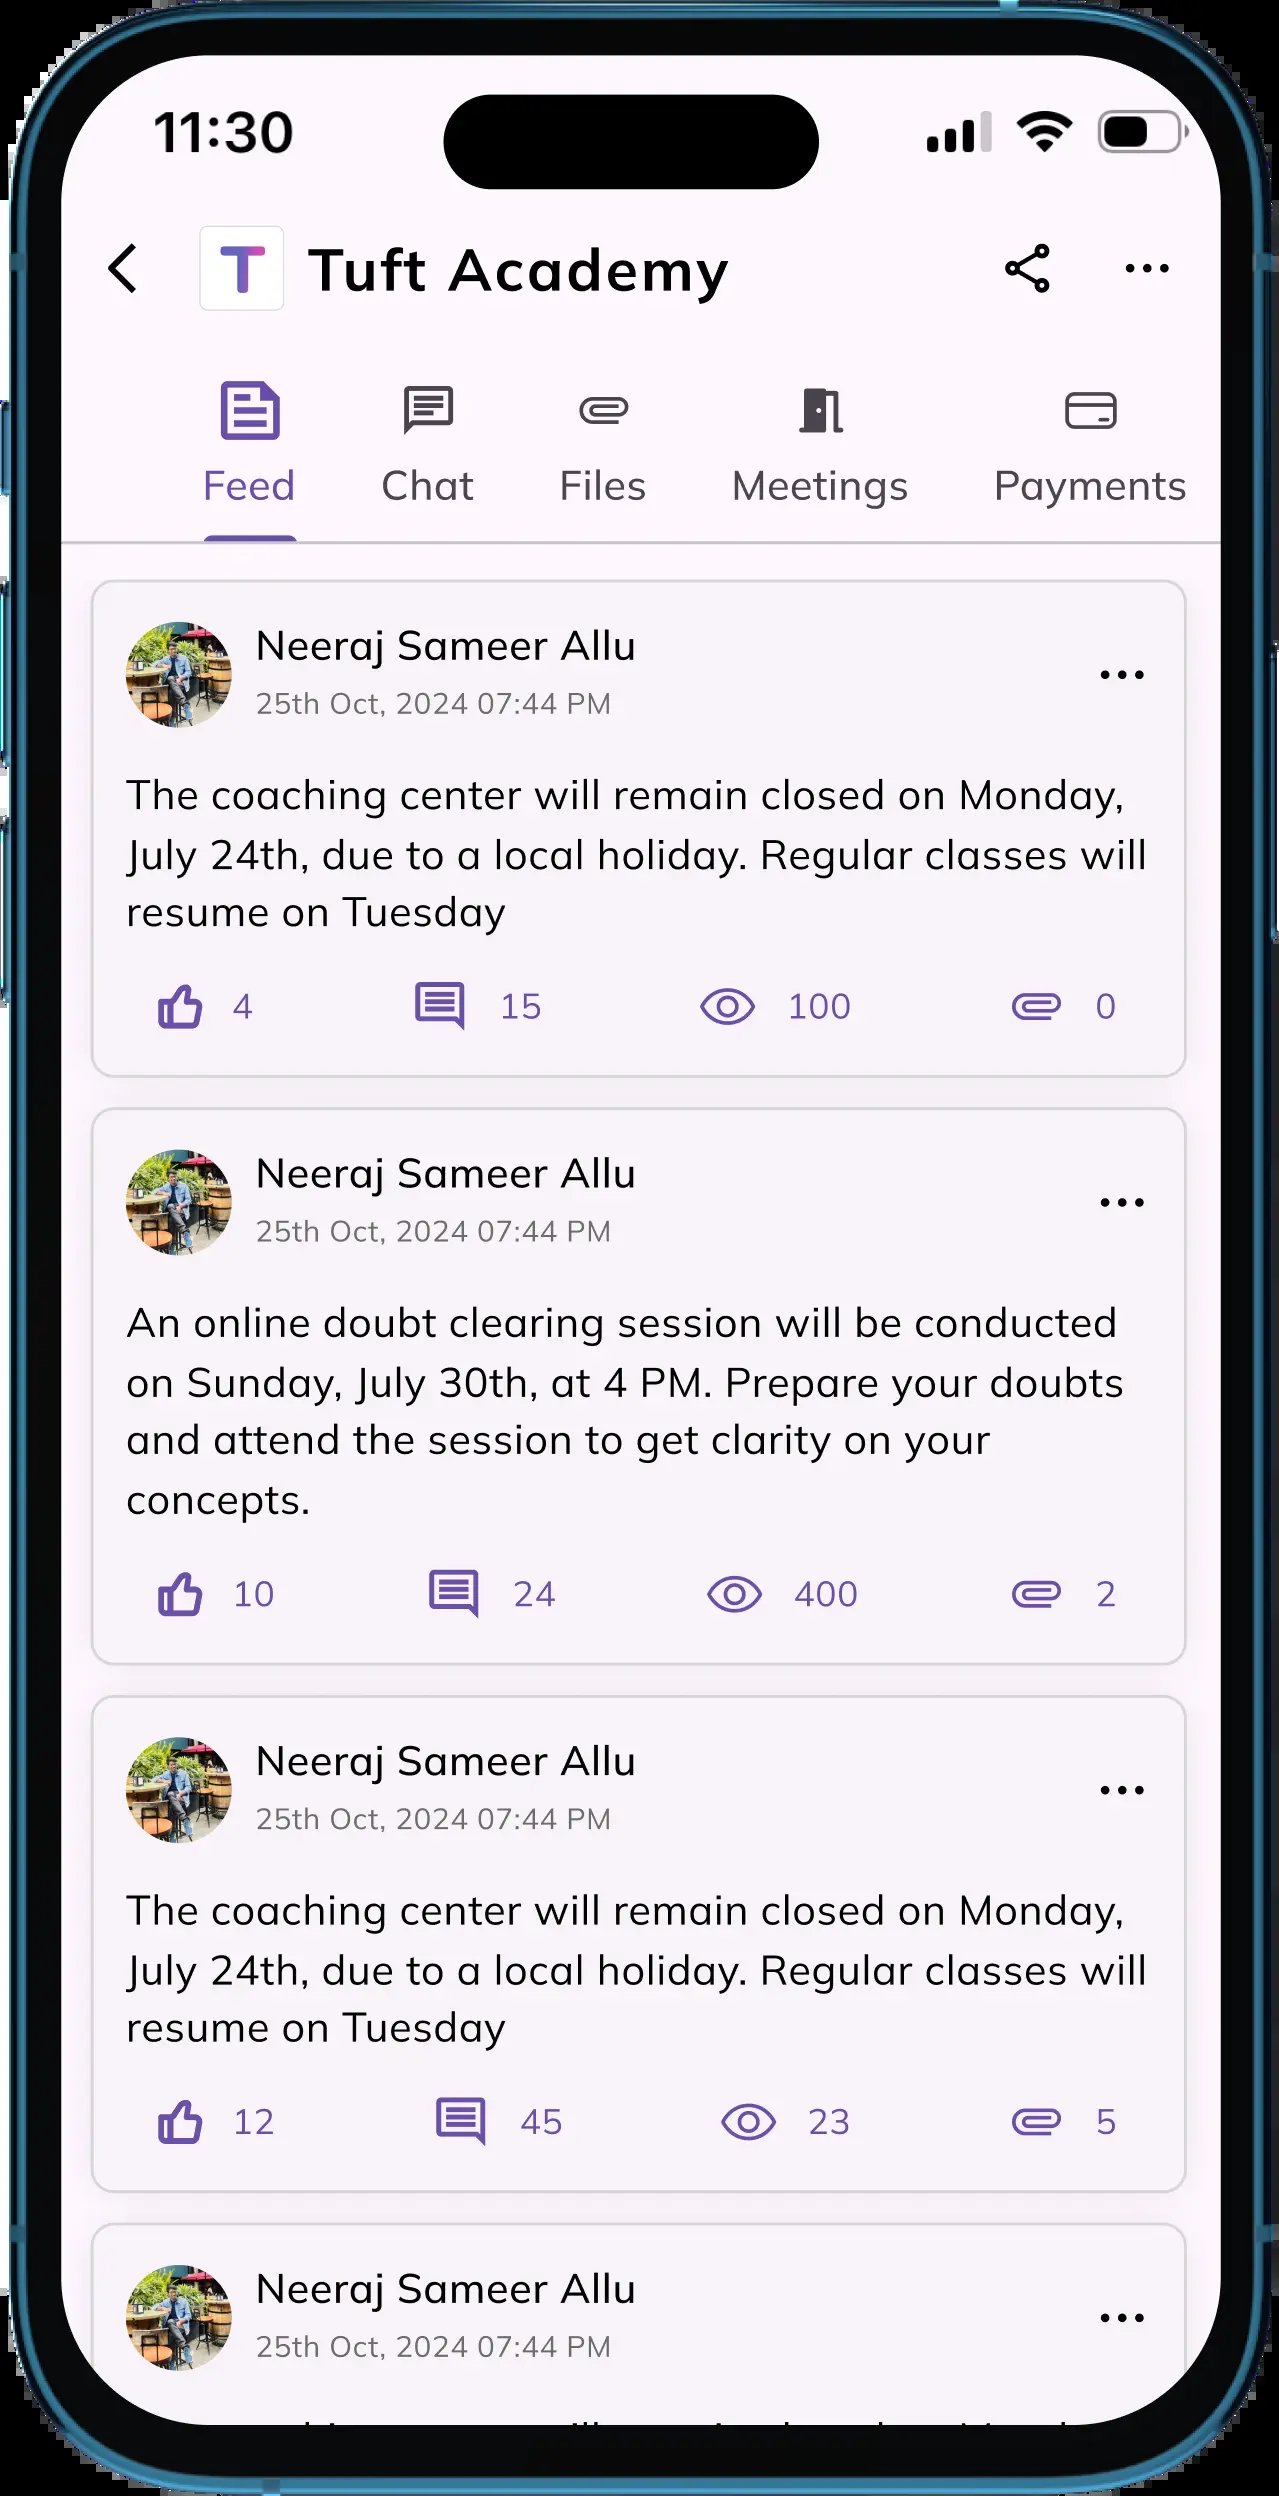 11:30
T Tuft Academy
Feed Chat Files Meetings Payments
Neeraj Sameer Allu
25th Oct, 2024 07:44 PM
The coaching center will remain closed on Monday,
July 24th, due to a local holiday. Regular classes will
resume on Tuesday
4 15 100 0
Neeraj Sameer Allu
25th Oct, 2024 07:44 PM
An online doubt clearing session will be conducted
on Sunday, July 30th, at 4 PM. Prepare your doubts
and attend the session to get clarity on your
concepts.
10 24 400 2
Neeraj Sameer Allu
25th Oct, 2024 07:44 PM
The coaching center will remain closed on Monday,
July 24th, due to a local holiday. Regular classes will
resume on Tuesday
12 45 23 5
Neeraj Sameer Allu
25th Oct, 2024 07:44 PM